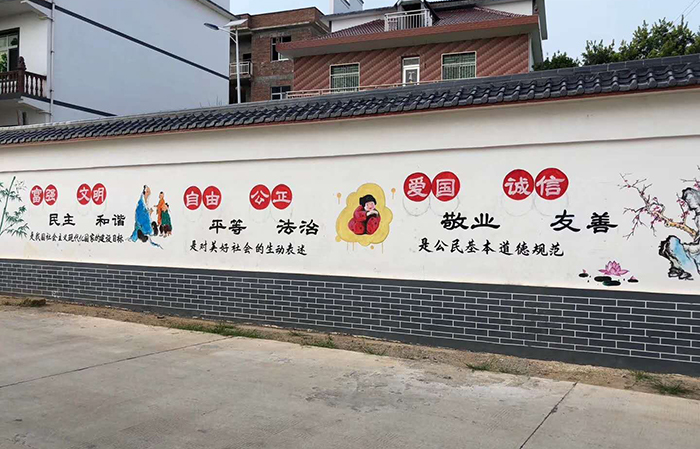 富强 文明
民主 和谐
是我国社会主义现代化国家的建设目标
自由 公正
平等 法治
是对美好社会的生动表述
爱国 诚信
敬业 友善
是公民基本道德规范